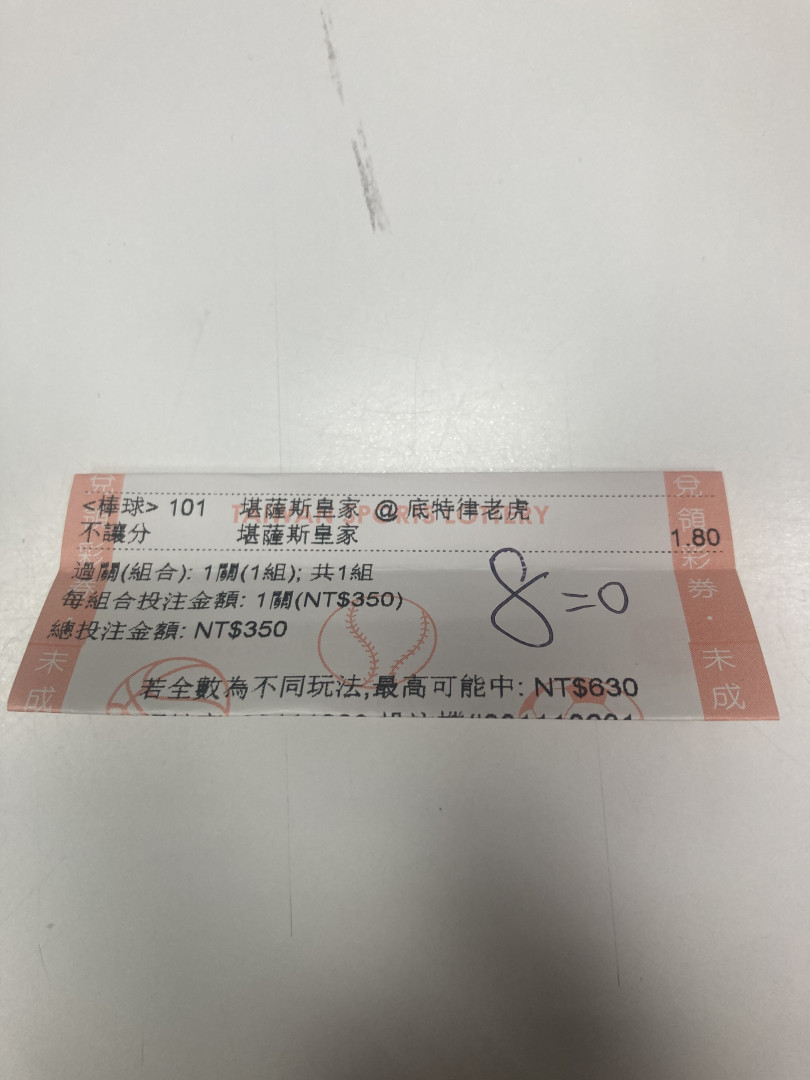 <棒球> 101 堪薩斯皇家 @ 底特律老虎
TAIWAN SPORTS LOTTERY
不讓分 堪薩斯皇家 1.80
過關(組合): 1關(1組); 共1組
每組合投注金額: 1關(NT$350)
總投注金額: NT$350
8=0
若全數為不同玩法,最高可能中: NT$630
兌領彩券·未成
未成